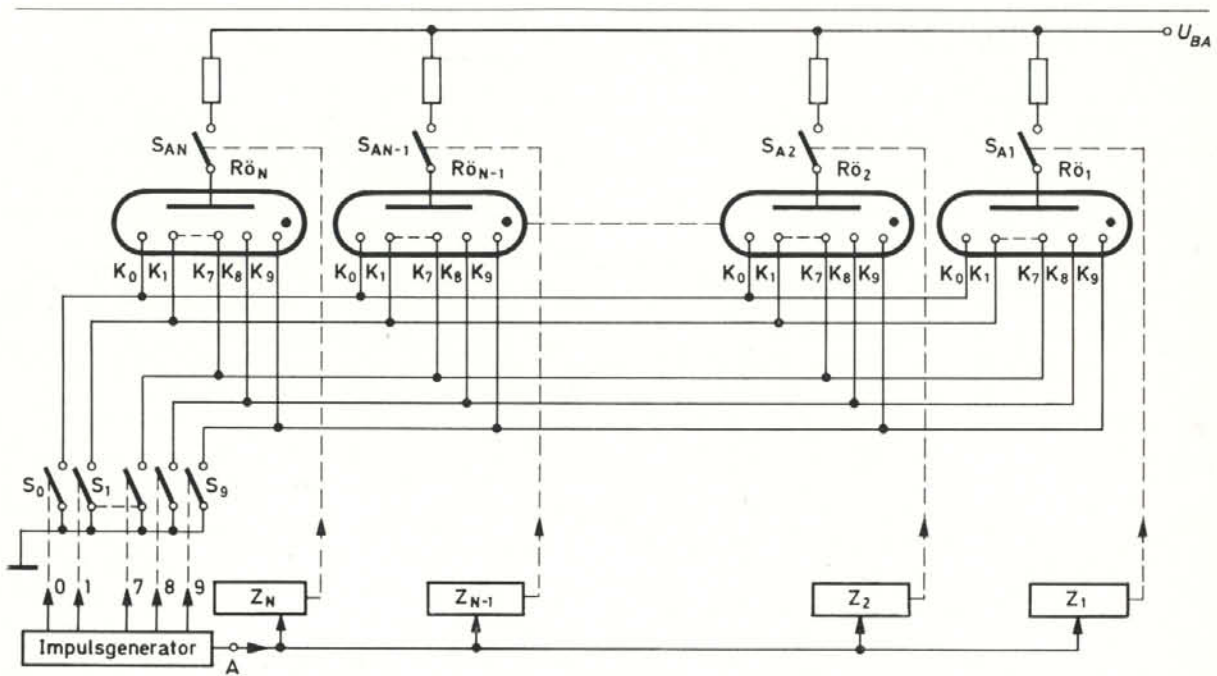 U_BA
S_AN S_AN-1 S_A2 S_A1
Rö_N Rö_N-1 Rö_2 Rö_1
K_0 K_1 K_7 K_8 K_9 K_0 K_1 K_7 K_8 K_9 K_0 K_1 K_7 K_8 K_9 K_0 K_1 K_7 K_8 K_9
S_0 S_1 S_9
0 1 7 8 9
Z_N Z_N-1 Z_2 Z_1
Impulsgenerator
A